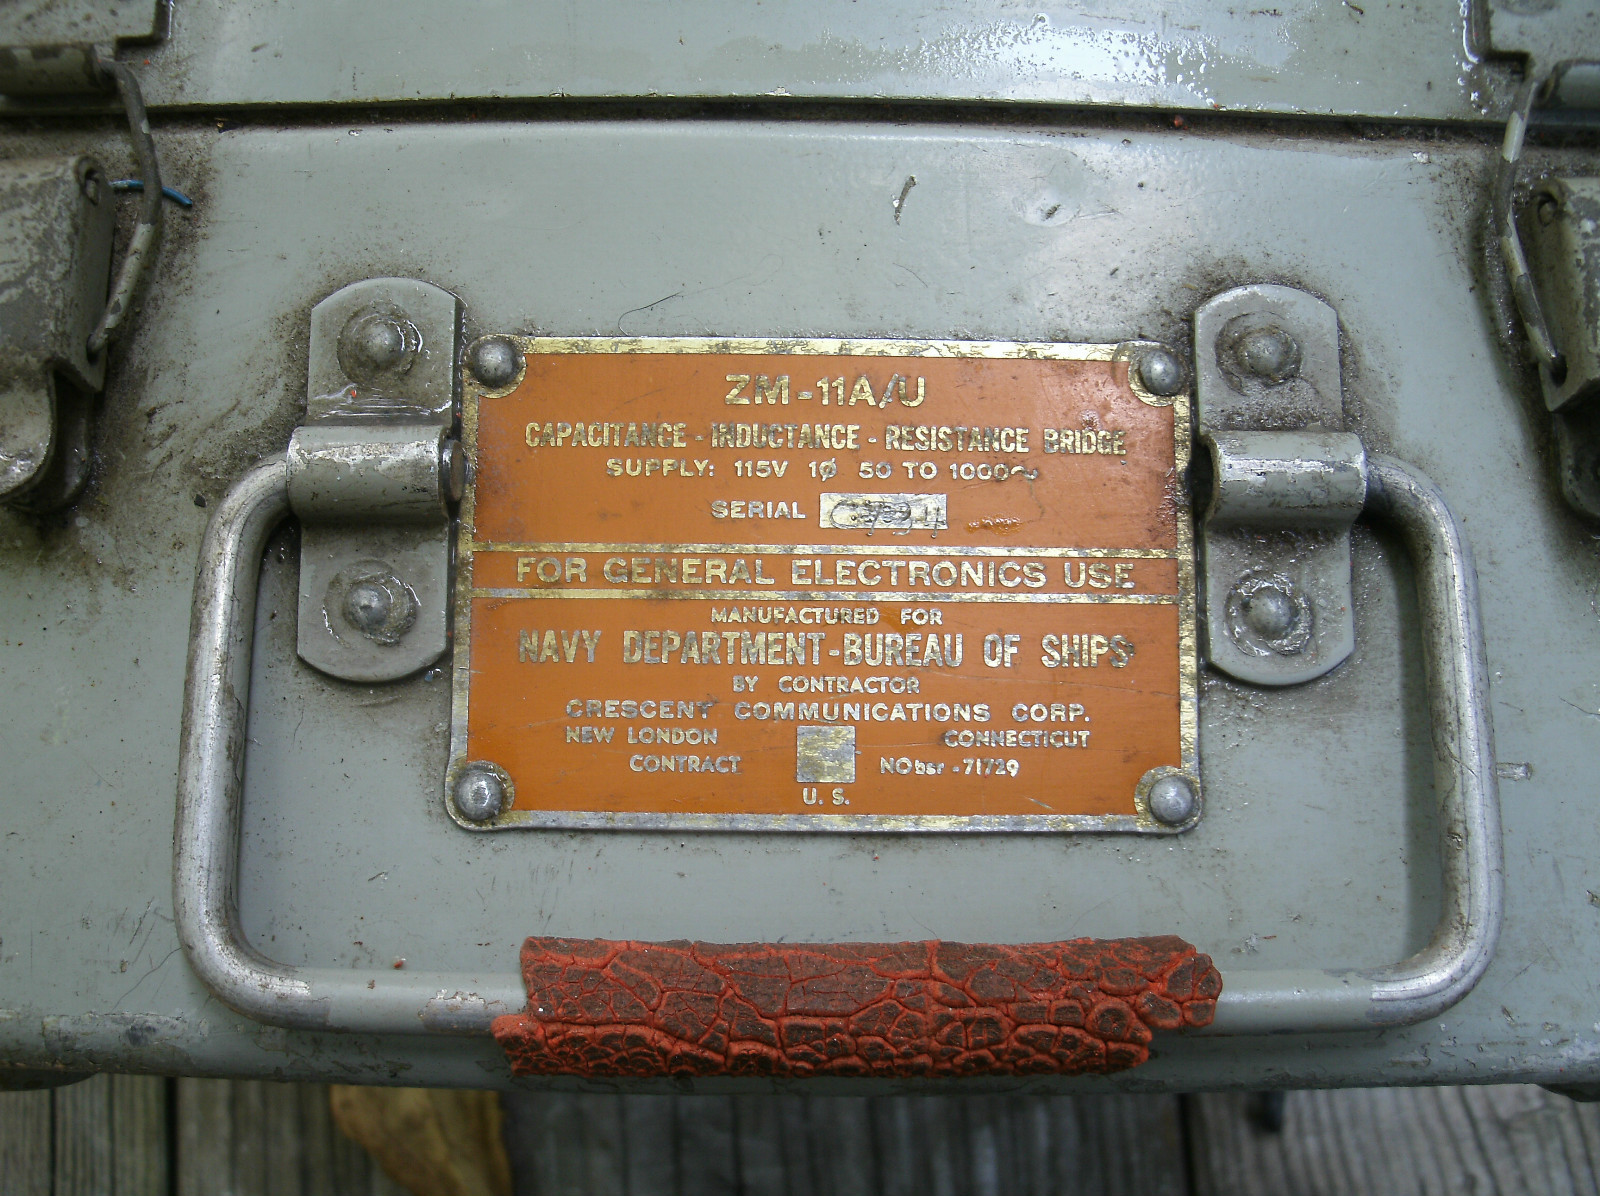 ZM-11A/U
CAPACITANCE - INDUCTANCE - RESISTANCE BRIDGE
SUPPLY: 115V 1Ø 50 TO 1000~
SERIAL
FOR GENERAL ELECTRONICS USE
MANUFACTURED FOR
NAVY DEPARTMENT-BUREAU OF SHIPS
BY CONTRACTOR
CRESCENT COMMUNICATIONS CORP.
NEW LONDON CONNECTICUT
CONTRACT NObsr-71729
U. S.